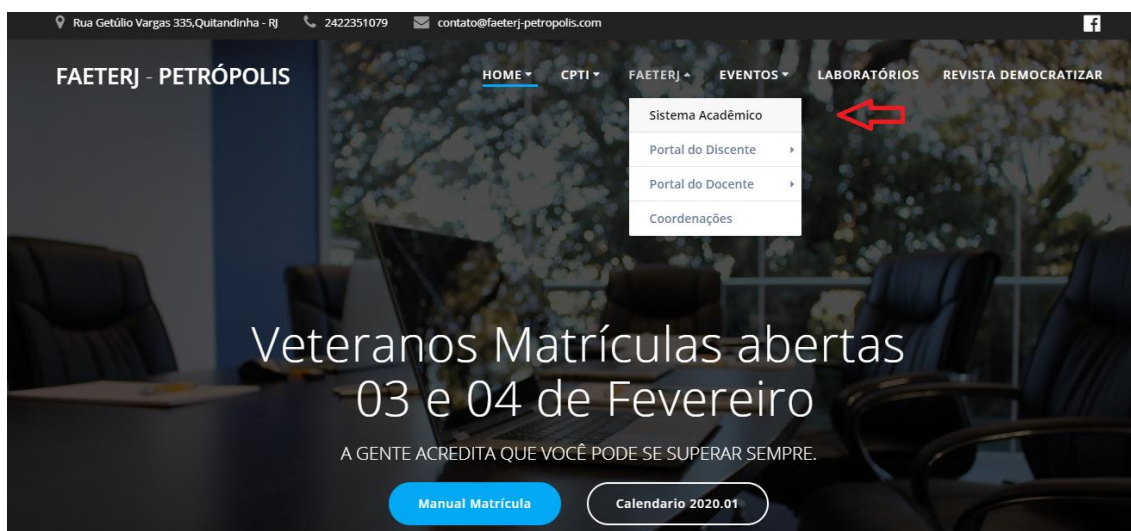 Rua Getúlio Vargas 335,Quitandinha - RJ 2422351079 contato@faeterj-petropolis.com
FAETERJ - PETRÓPOLIS HOME CPTI FAETERJ EVENTOS LABORATÓRIOS REVISTA DEMOCRATIZAR
Sistema Acadêmico
Portal do Discente
Portal do Docente
Coordenações
Veteranos Matrículas abertas
03 e 04 de Fevereiro
A GENTE ACREDITA QUE VOCÊ PODE SE SUPERAR SEMPRE.
Manual Matrícula Calendario 2020.01